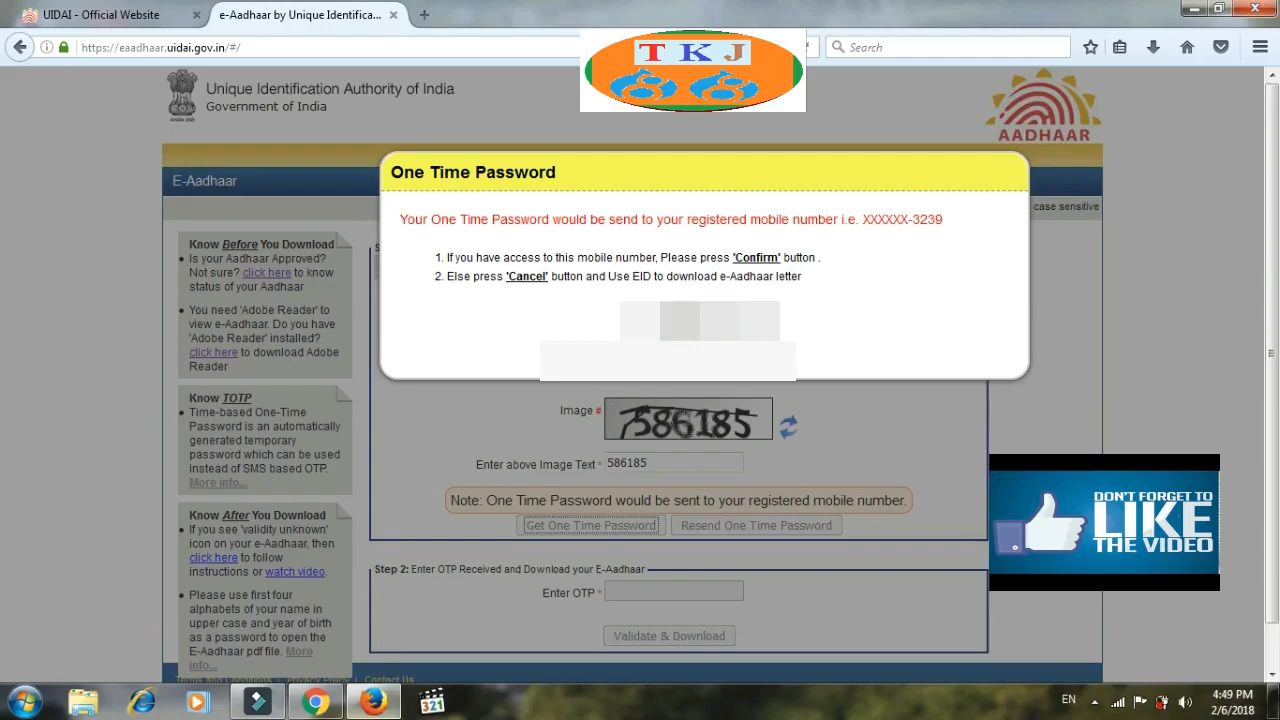 UIDAI - Official Website
e-Aadhaar by Unique Identifica...
https://eaadhaar.uidai.gov.in/#/
Search
T K J
Unique Identification Authority of India
Government of India
AADHAAR
E-Aadhaar
case sensitive
One Time Password
Your One Time Password would be send to your registered mobile number i.e. XXXXXX-3239
1. If you have access to this mobile number, Please press 'Confirm' button .
2. Else press 'Cancel' button and Use EID to download e-Aadhaar letter
Know Before You Download
Is your Aadhaar Approved?
Not sure? click here to know
status of your Aadhaar
You need 'Adobe Reader' to
view e-Aadhaar. Do you have
'Adobe Reader' installed?
click here to download Adobe
Reader
Know TOTP
Time-based One-Time
Password is an automatically
generated temporary
password which can be used
instead of SMS based OTP.
More info...
Know After You Download
If you see 'validity unknown'
icon on your e-Aadhaar, then
click here to follow
instructions or watch video.
Please use first four
alphabets of your name in
upper case and year of birth
as a password to open the
E-Aadhaar pdf file. More
info...
S
Image #
586185
Enter above Image Text * 586185
Note: One Time Password would be sent to your registered mobile number.
Get One Time Password
Resend One Time Password
Step 2: Enter OTP Received and Download your E-Aadhaar
Enter OTP *
Validate & Download
DON'T FORGET TO
LIKE
THE VIDEO
Terms and Conditions | Privacy Policy | Contact Us
321
EN
4:49 PM
2/6/2018